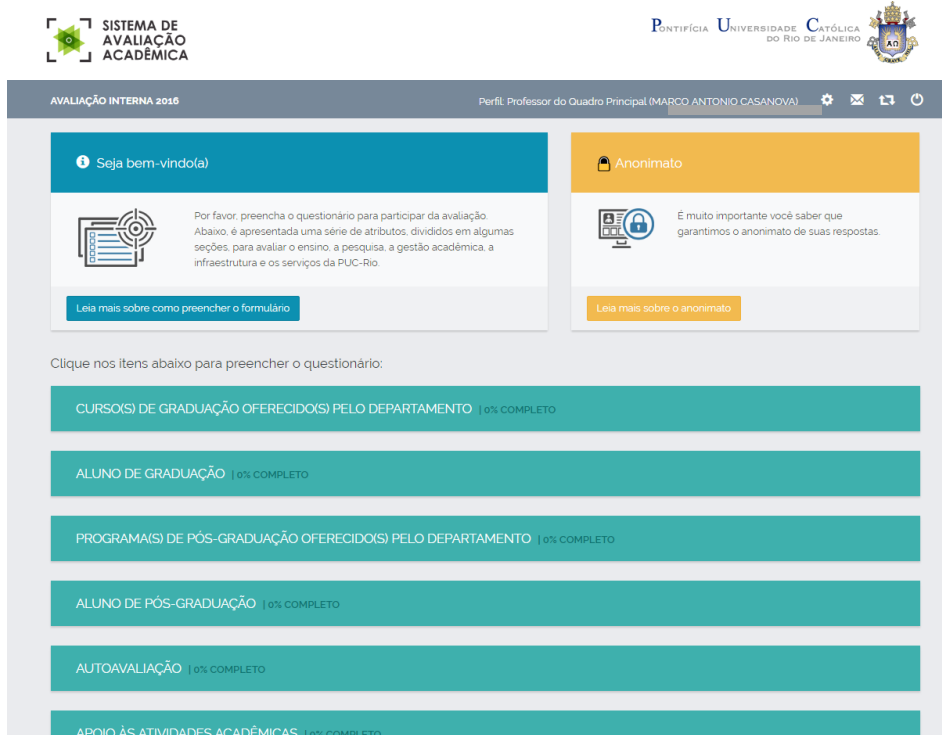 SISTEMA DE
AVALIAÇÃO
ACADÊMICA
PONTIFÍCIA UNIVERSIDADE CATÓLICA
DO RIO DE JANEIRO
AVALIAÇÃO INTERNA 2016
Perfil: Professor do Quadro Principal (MARCO ANTONIO CASANOVA)
Seja bem-vindo(a)
Por favor, preencha o questionário para participar da avaliação.
Abaixo, é apresentada uma série de atributos, divididos em algumas
seções, para avaliar o ensino, a pesquisa, a gestão acadêmica, a
infraestrutura e os serviços da PUC-Rio.
Leia mais sobre como preencher o formulário
Anonimato
É muito importante você saber que
garantimos o anonimato de suas respostas.
Leia mais sobre o anonimato
Clique nos itens abaixo para preencher o questionário:
CURSO(S) DE GRADUAÇÃO OFERECIDO(S) PELO DEPARTAMENTO | 0% COMPLETO
ALUNO DE GRADUAÇÃO | 0% COMPLETO
PROGRAMA(S) DE PÓS-GRADUAÇÃO OFERECIDO(S) PELO DEPARTAMENTO | 0% COMPLETO
ALUNO DE PÓS-GRADUAÇÃO | 0% COMPLETO
AUTOAVALIAÇÃO | 0% COMPLETO
APOIO ÀS ATIVIDADES ACADÊMICAS | 0% COMPLETO